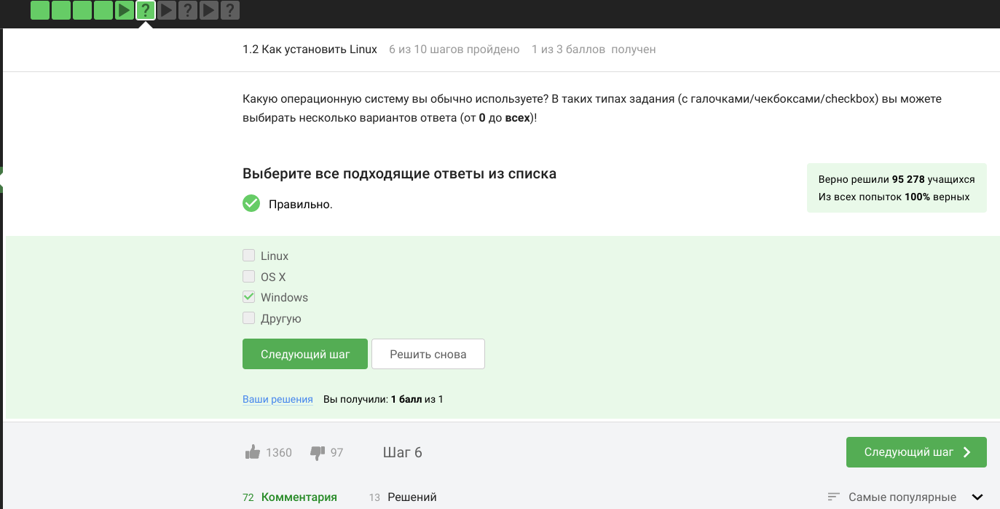 ? ? ?
1.2 Как установить Linux 6 из 10 шагов пройдено 1 из 3 баллов получен
Какую операционную систему вы обычно используете? В таких типах задания (с галочками/чекбоксами/checkbox) вы можете
выбирать несколько вариантов ответа (от 0 до всех)!
Выберите все подходящие ответы из списка
Верно решили 95 278 учащихся
Из всех попыток 100% верных
Правильно.
Linux
OS X
Windows
Другую
Следующий шаг Решить снова
Ваши решения Вы получили: 1 балл из 1
1360 97 Шаг 6 Следующий шаг
72 Комментария 13 Решений Самые популярные